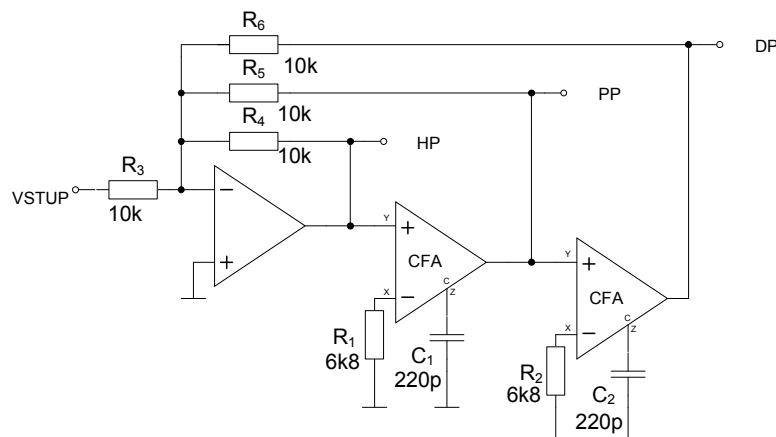 R6
10k
DP
R5
10k
PP
R4
10k
HP
R3
VSTUP
10k
−
+
Y
+
CFA
X
−
C
Z
R1
6k8
C1
220p
Y
+
CFA
X
−
C
Z
R2
6k8
C2
220p